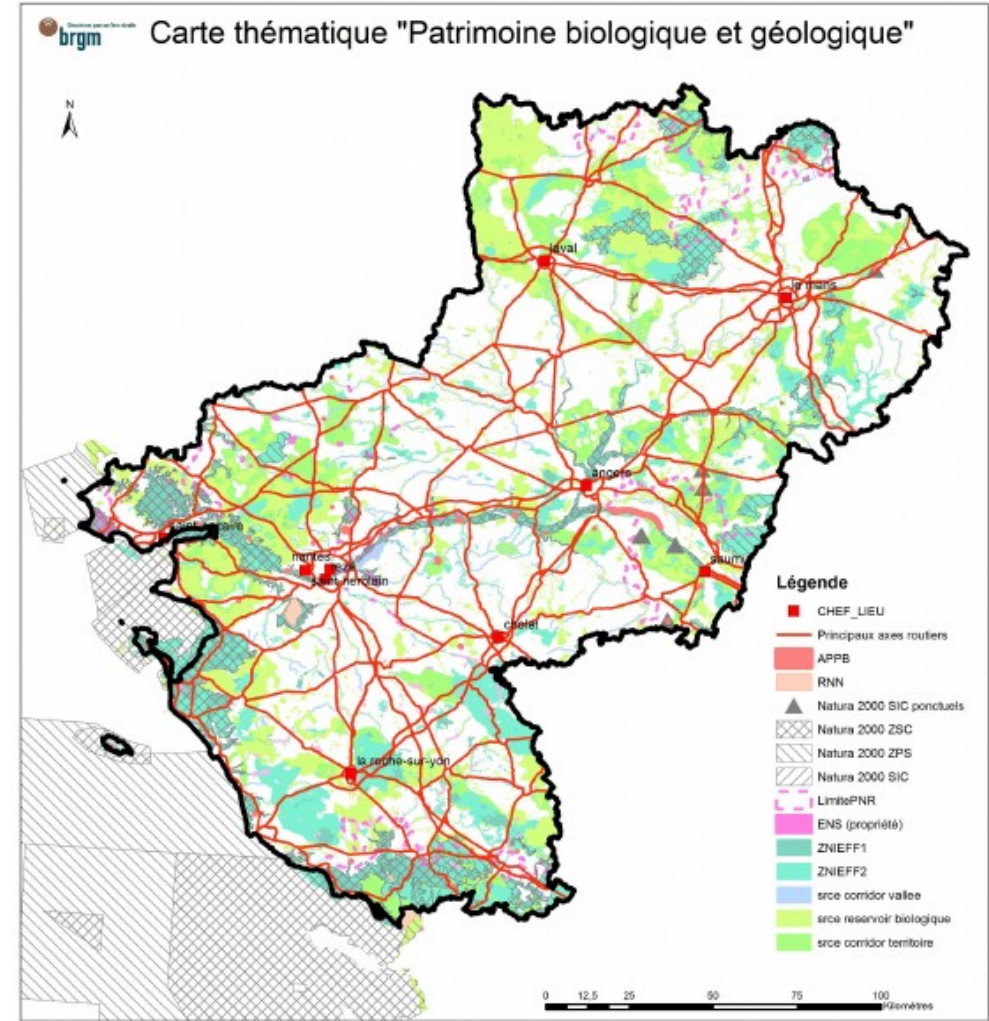 brgm
Carte thématique "Patrimoine biologique et géologique"
N
laval
le mans
angers
nantes
saint-herblain
cholet
la roche-sur-yon
Légende
CHEF_LIEU
Principaux axes routiers
APPB
RNN
Natura 2000 SIC ponctuels
Natura 2000 ZSC
Natura 2000 ZPS
Natura 2000 SIC
LimitePNR
ENS (propriété)
ZNIEFF1
ZNIEFF2
srce corridor vallee
srce reservoir biologique
srce corridor territoire
0 12,5 25 50 75 100
Kilomètres